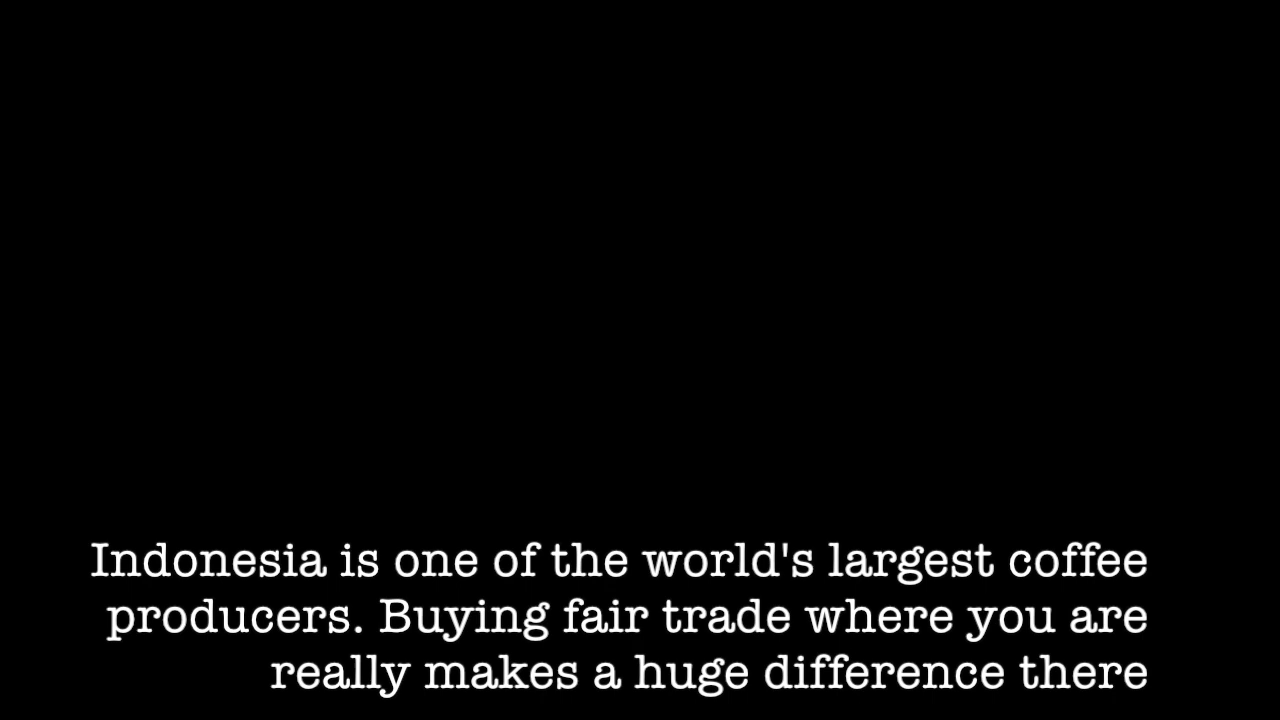 Indonesia is one of the world's largest coffee
producers. Buying fair trade where you are
really makes a huge difference there